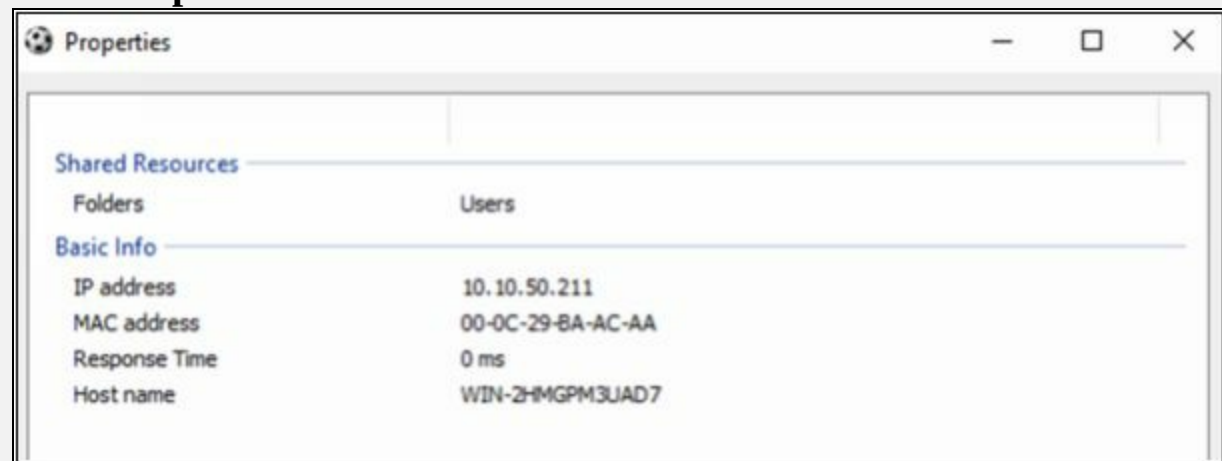 Properties
Shared Resources
Folders Users
Basic Info
IP address 10.10.50.211
MAC address 00-0C-29-BA-AC-AA
Response Time 0 ms
Host name WIN-2HMGPM3UAD7